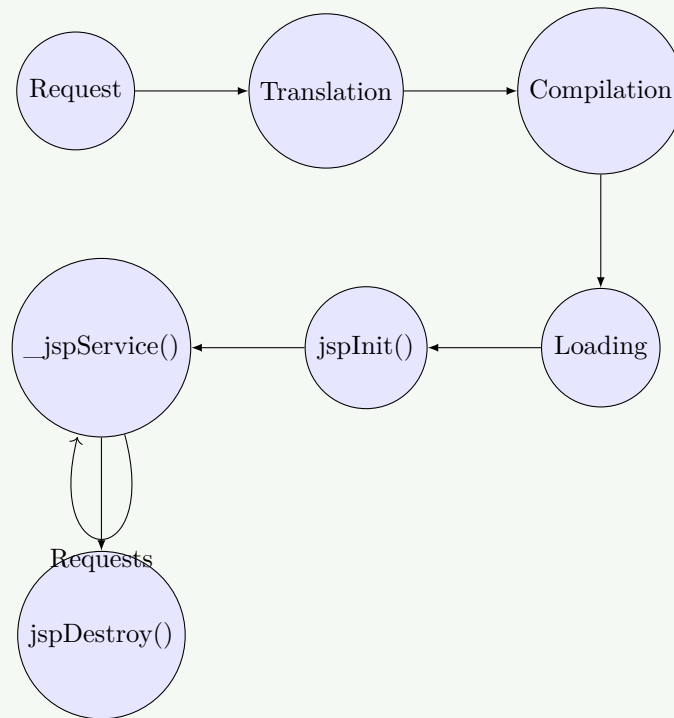 Request
Translation
Compilation
_jspService()
jspInit()
Loading
Requests
jspDestroy()